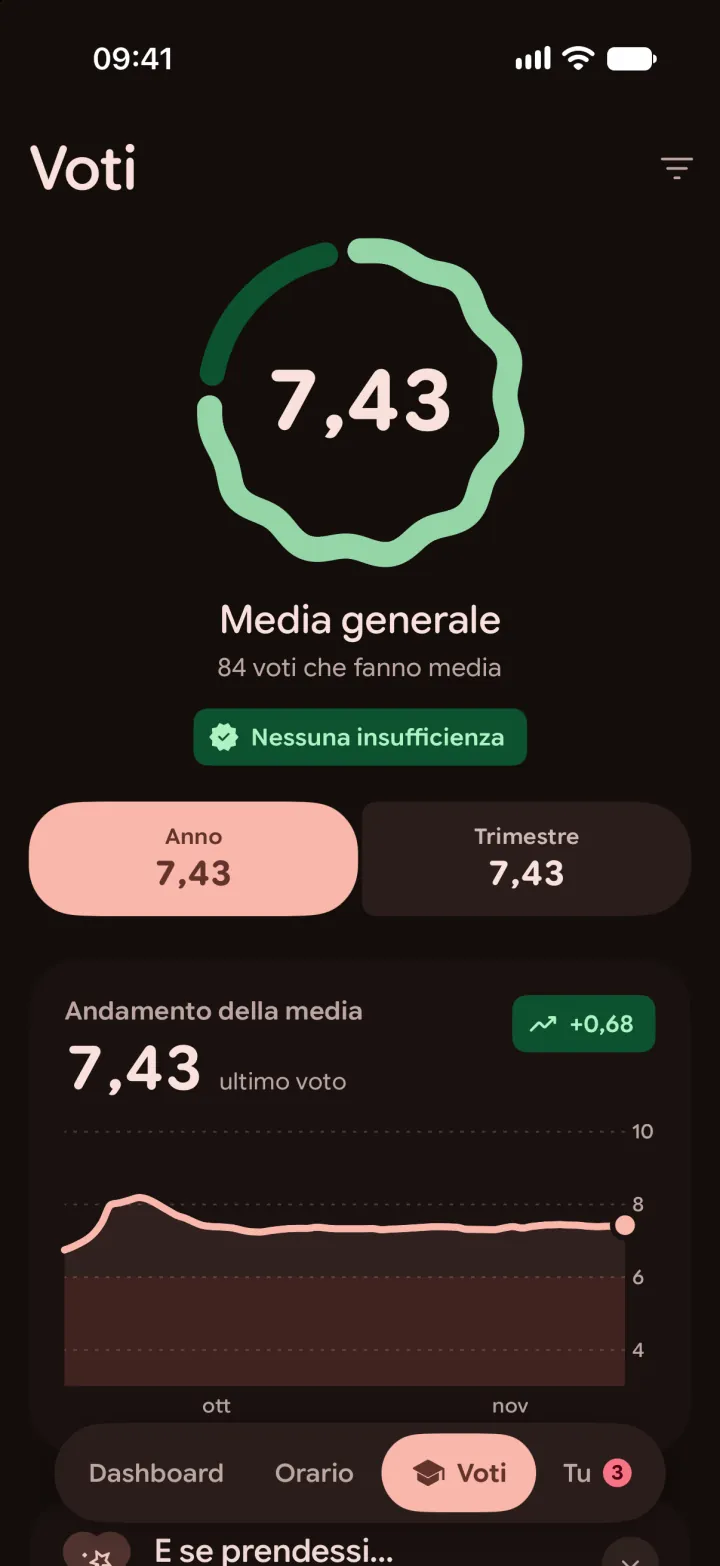 09:41
Voti
7,43
Media generale
84 voti che fanno media
Nessuna insufficienza
Anno
7,43
Trimestre
7,43
Andamento della media
+0,68
7,43 ultimo voto
10
8
6
4
ott nov
Dashboard Orario Voti Tu 3
E se prendessi...